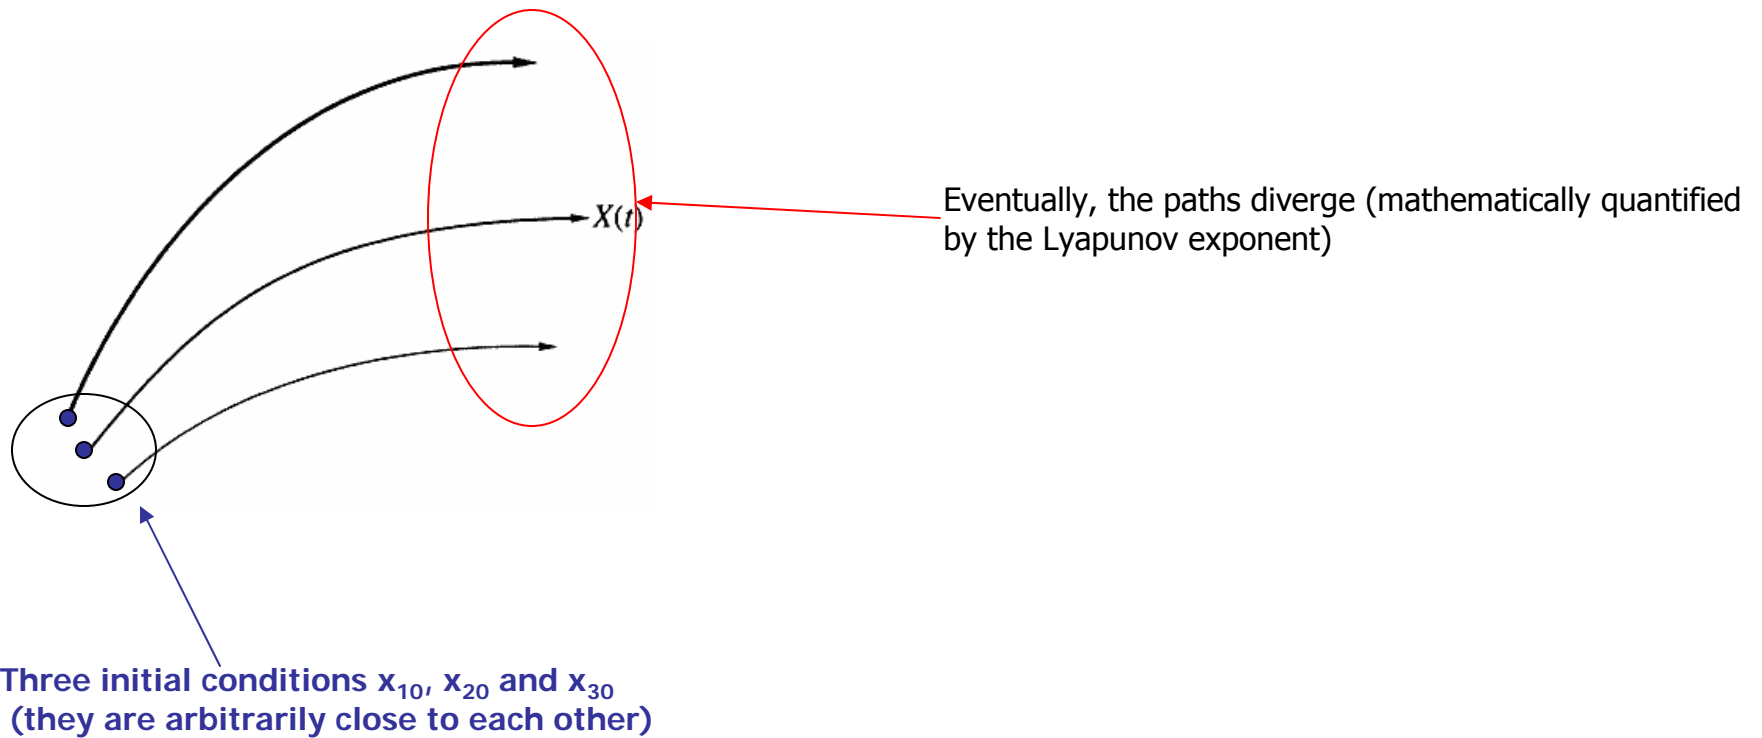 X(t)
Eventually, the paths diverge (mathematically quantified
by the Lyapunov exponent)
Three initial conditions x₁₀, x₂₀ and x₃₀
(they are arbitrarily close to each other)